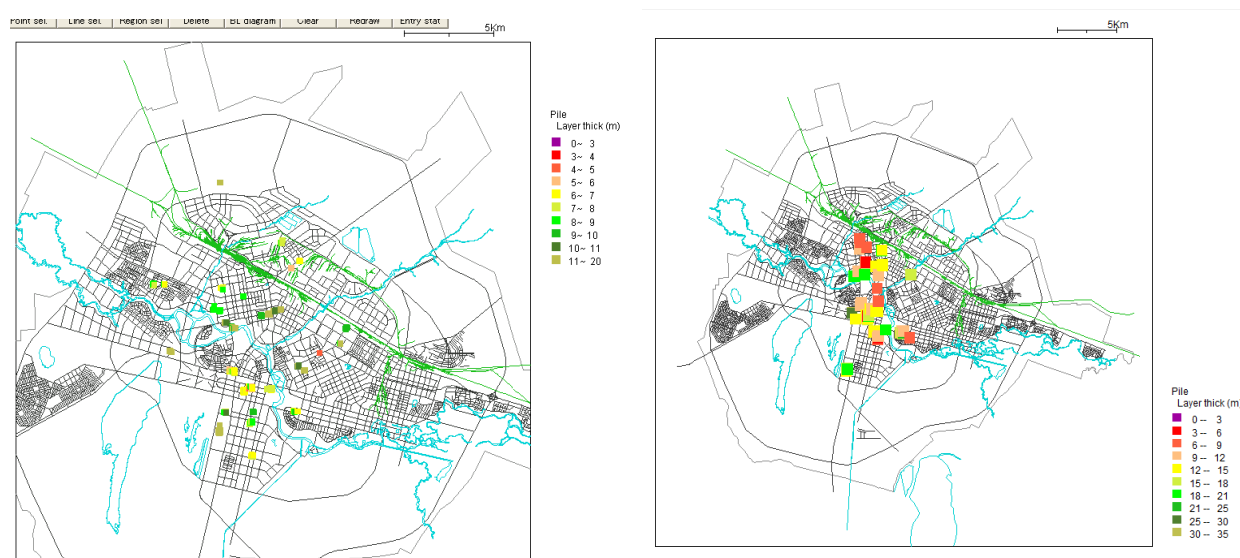 Point sel. Line sel. Region sel Delete BL diagram Clear Redraw Entry stat
5Km
Pile
Layer thick (m)
0~ 3
3~ 4
4~ 5
5~ 6
6~ 7
7~ 8
8~ 9
9~ 10
10~ 11
11~ 20
5Km
Pile
Layer thick (m
0 -- 3
3 -- 6
6 -- 9
9 -- 12
12 -- 15
15 -- 18
18 -- 21
21 -- 25
25 -- 30
30 -- 35